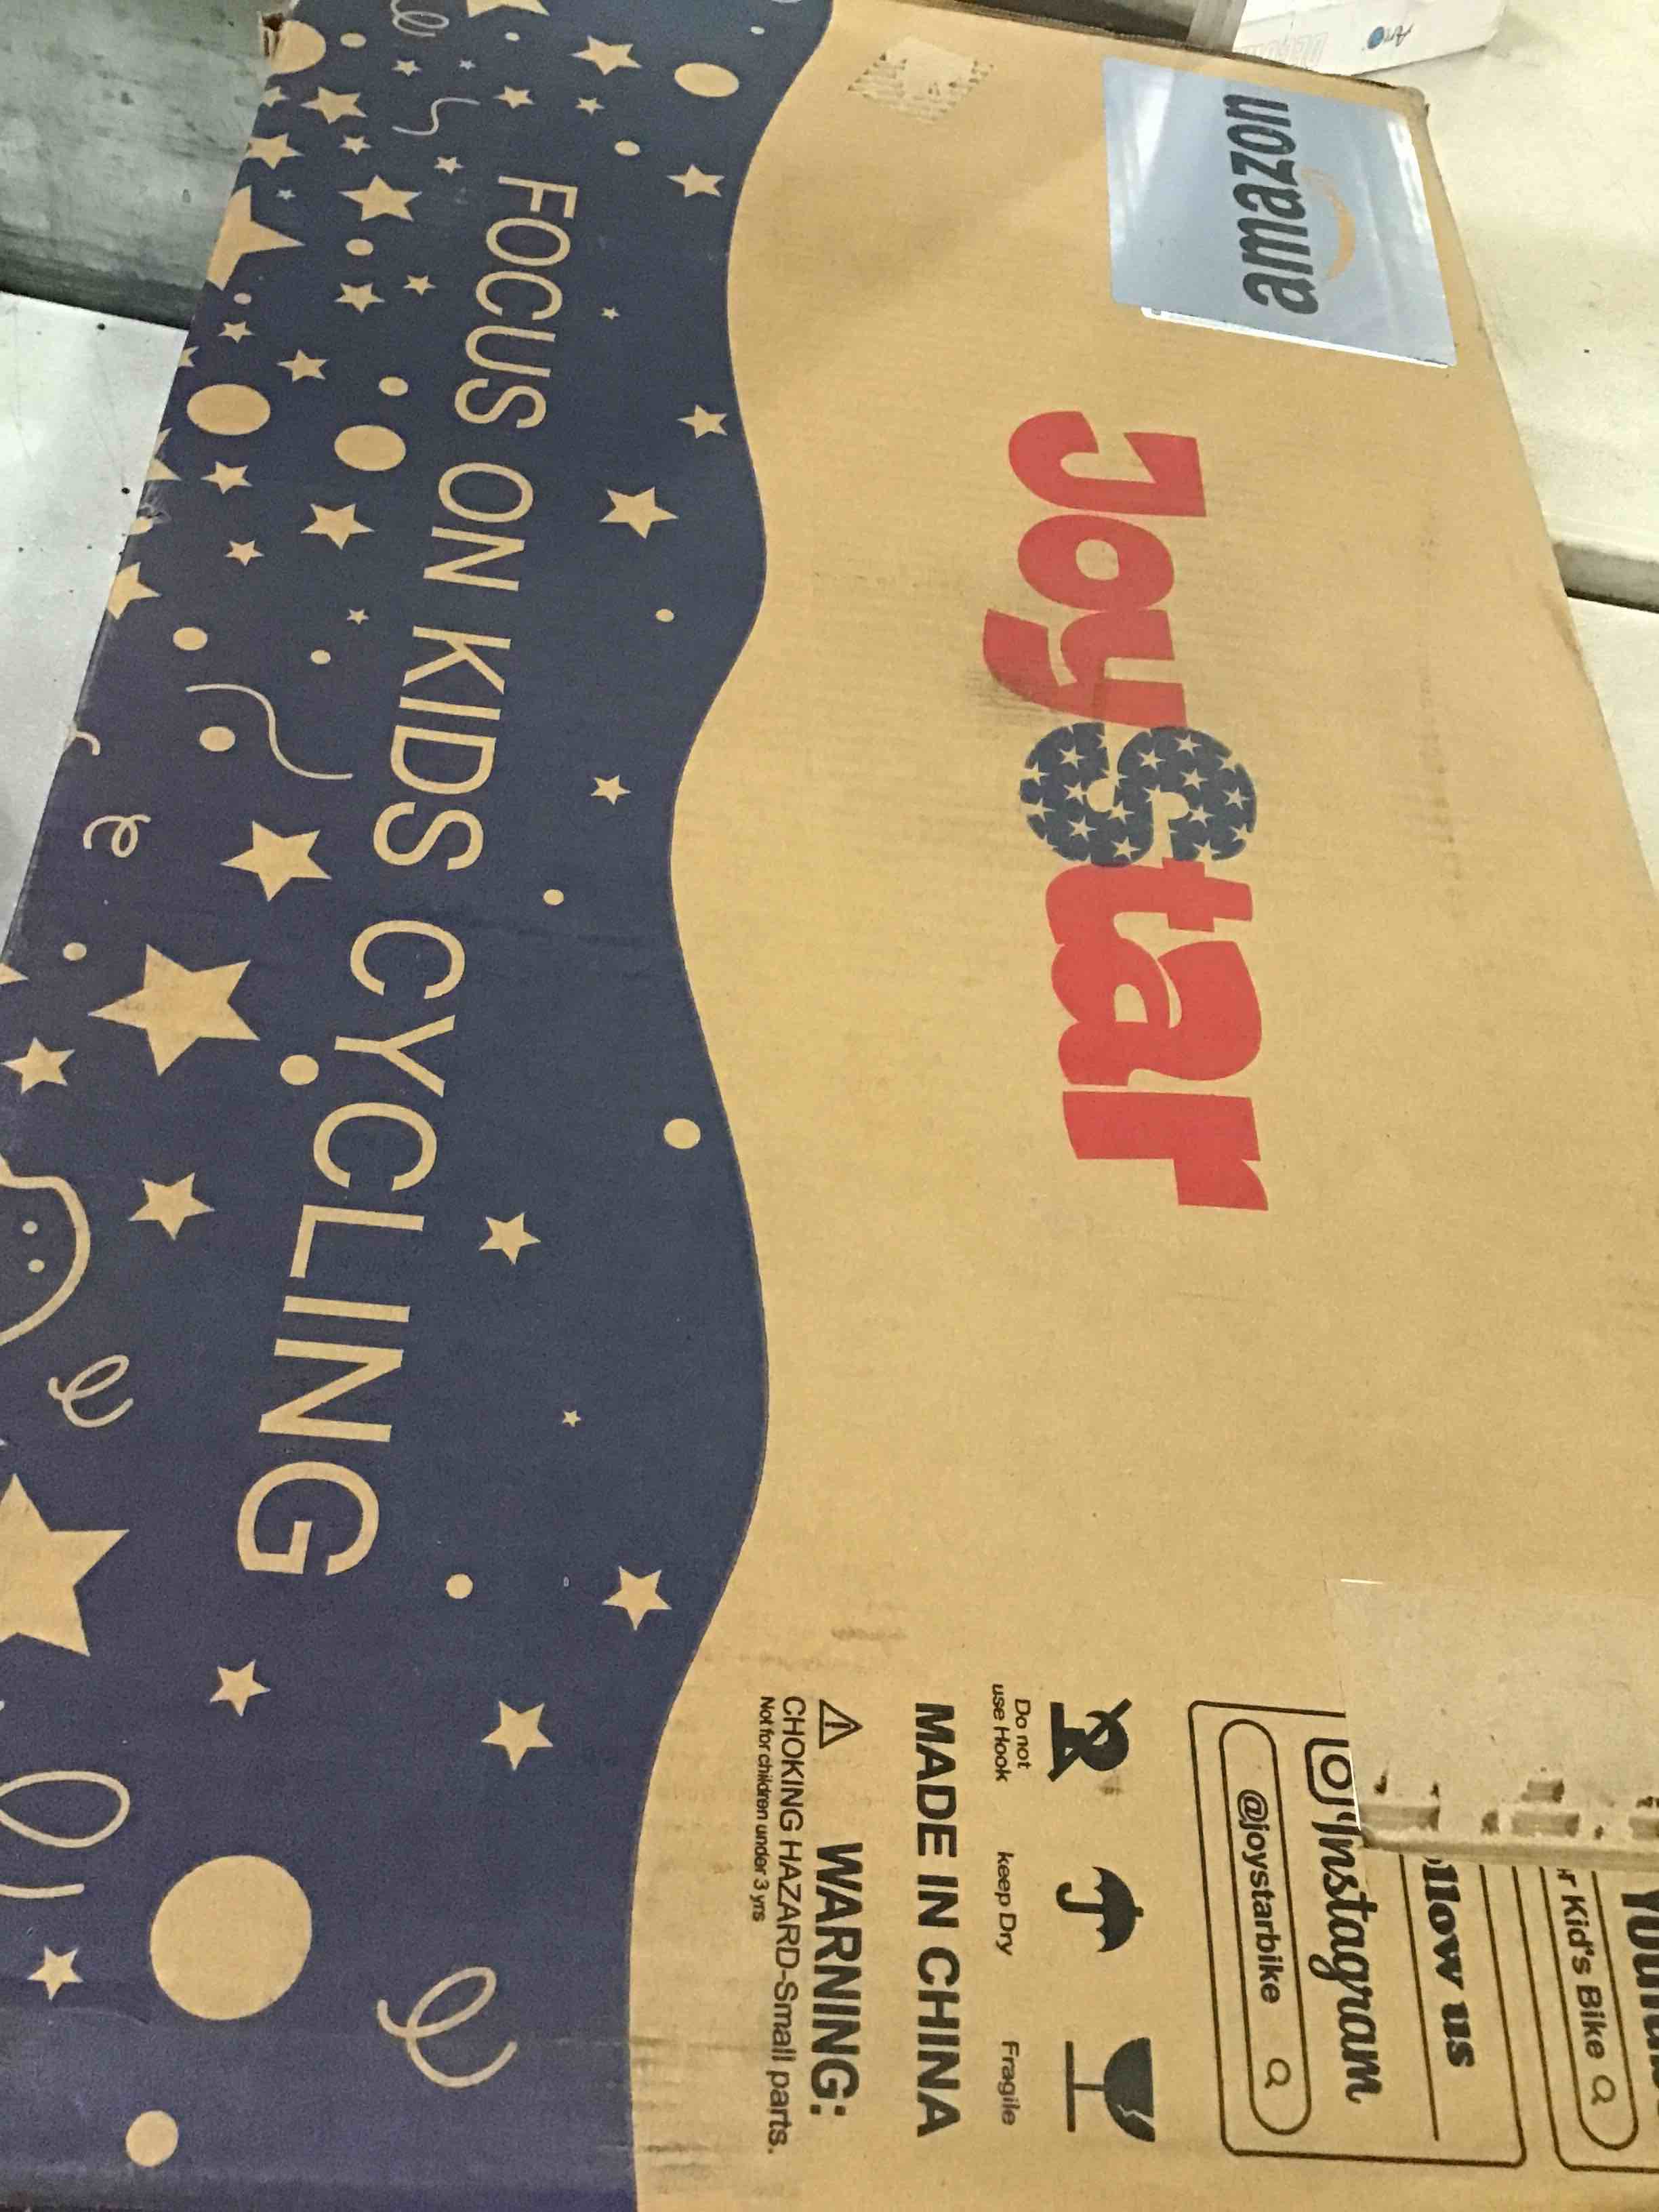 amazon
JoyStar
FOCUS ON KIDS CYCLING
Kid's Bike
us
Instagram
@joystarbike
Do not
use Hook
keep Dry
Fragile
MADE IN CHINA
WARNING:
CHOKING HAZARD-Small parts.
Not for children under 3 yrs